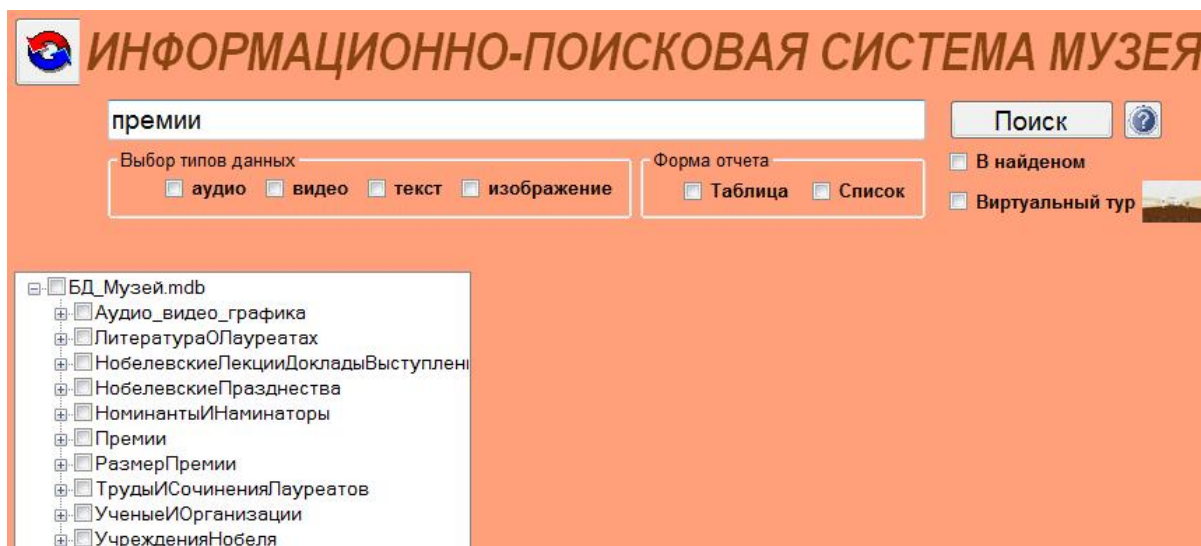 ИНФОРМАЦИОННО-ПОИСКОВАЯ СИСТЕМА МУЗЕЯ
премии
Поиск
Выбор типов данных
Форма отчета
В найденом
аудио видео текст изображение
Таблица Список
Виртуальный тур
БД_Музей.mdb
Аудио_видео_графика
ЛитератураОЛауреатах
НобелевскиеЛекцииДокладыВыступлен
НобелевскиеПразднества
НоминантыИНаминаторы
Премии
РазмерПремии
ТрудыИСочиненияЛауреатов
УченыеИОрганизации
УчрежденияНобеля